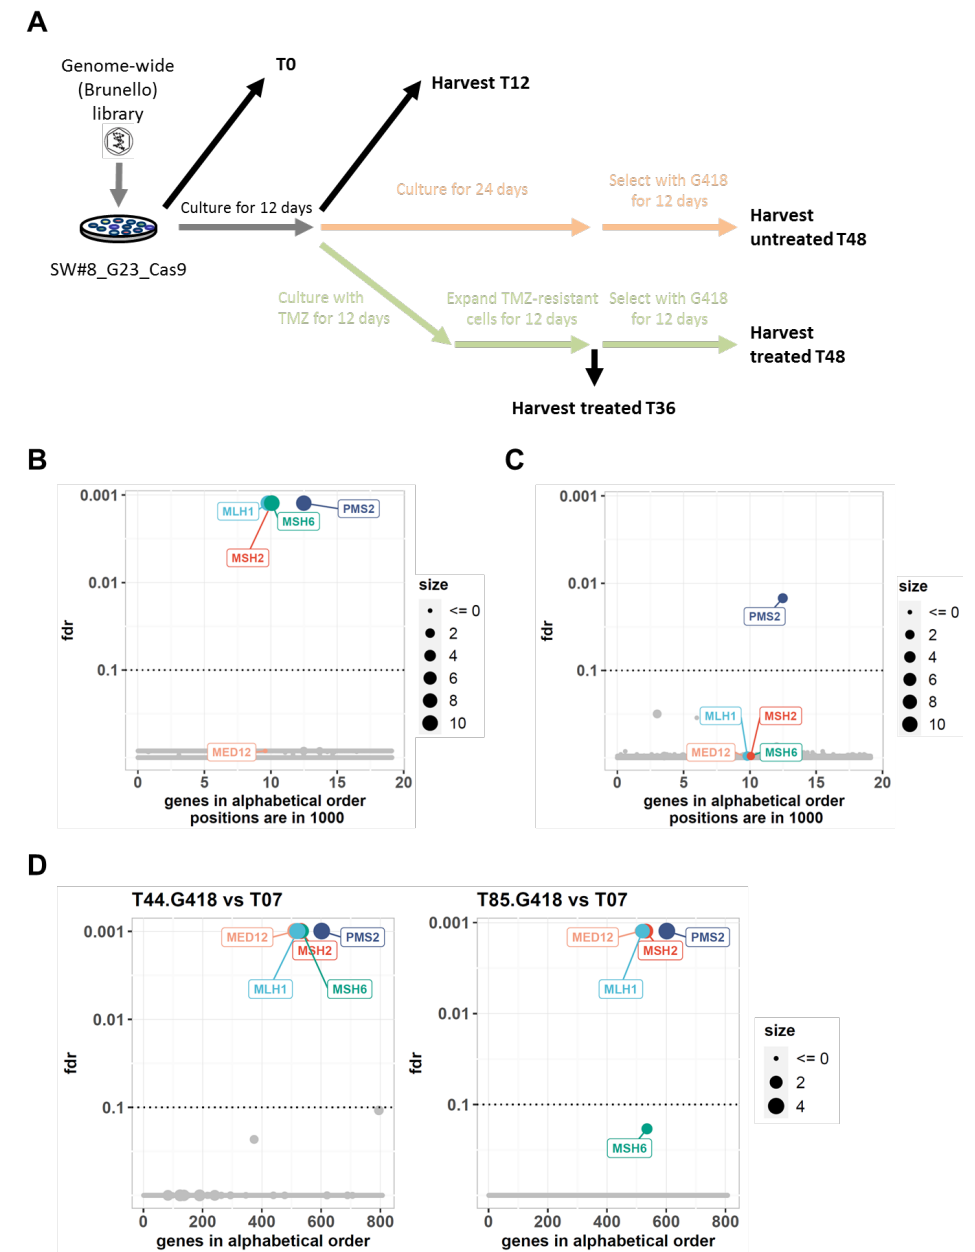 A
Genome-wide
(Brunello)
library
T0
Harvest T12
Culture for 12 days
Culture for 24 days
Select with G418
for 12 days
Harvest
untreated T48
SW#8_G23_Cas9
Culture with
TMZ for 12 days
Expand TMZ-resistant
cells for 12 days
Select with G418
for 12 days
Harvest
treated T48
Harvest treated T36
B
0.001
0.01
0.1
fdr
MLH1
MSH6
PMS2
MSH2
MED12
0
5
10
15
20
genes in alphabetical order
positions are in 1000
size
<= 0
2
4
6
8
10
C
0.001
0.01
0.1
fdr
PMS2
MLH1
MSH2
MED12
MSH6
0
5
10
15
20
genes in alphabetical order
positions are in 1000
size
<= 0
2
4
6
8
10
D
T44.G418 vs T07
0.001
0.01
0.1
fdr
MED12
MSH2
PMS2
MLH1
MSH6
0
200
400
600
800
genes in alphabetical order
T85.G418 vs T07
0.001
0.01
0.1
fdr
MED12
MSH2
PMS2
MLH1
MSH6
0
200
400
600
800
genes in alphabetical order
size
<= 0
2
4